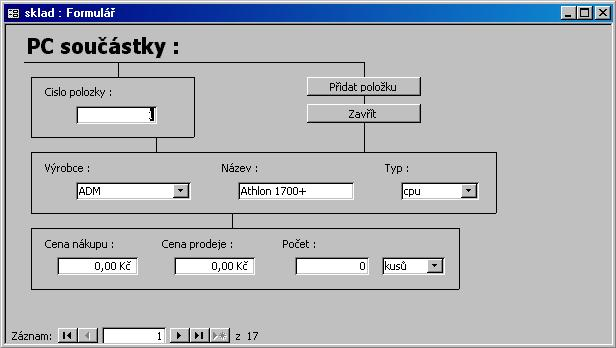 sklad : Formulář
PC součástky :
Cislo polozky :
Přidat položku
Zavřít
Výrobce : Název : Typ :
ADM Athlon 1700+ cpu
Cena nákupu : Cena prodeje : Počet :
0,00 Kč 0,00 Kč 0 kusů
Záznam: 1 z 17